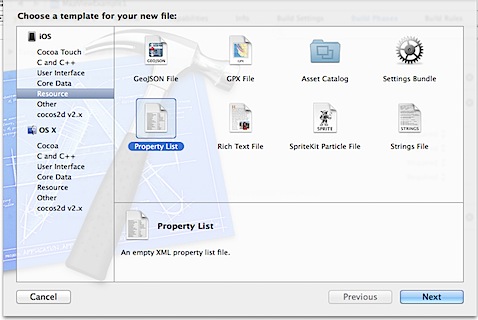 Choose a template for your new file:
iOS
Cocoa Touch
C and C++
User Interface
Core Data
Resource
Other
cocos2d v2.x
OS X
Cocoa
C and C++
User Interface
Core Data
Resource
Other
cocos2d v2.x
GEOJSON
GPX
GeoJSON File
GPX File
Asset Catalog
Settings Bundle
SPRITE
STRINGS
Property List
Rich Text File
SpriteKit Particle File
Strings File
Property List
An empty XML property list file.
Cancel
Previous
Next